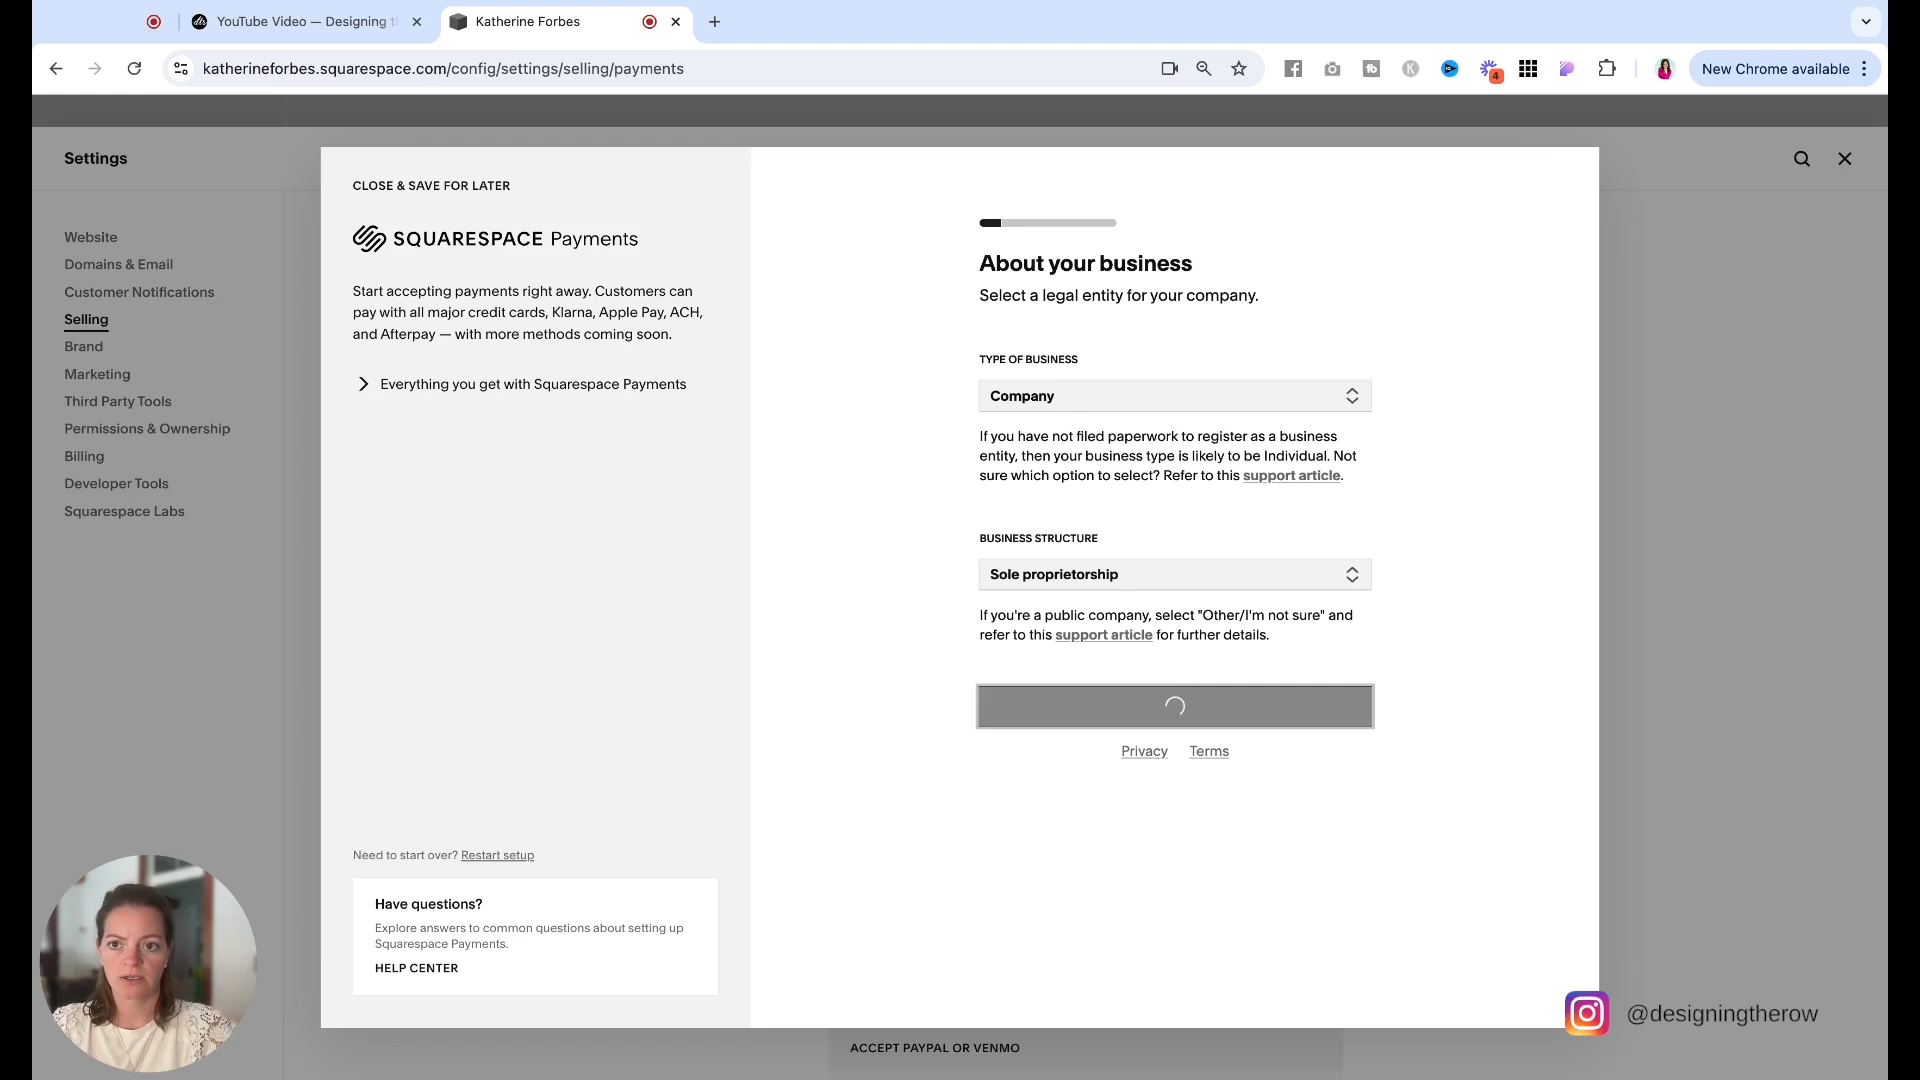 YouTube Video — Designing t
Katherine Forbes
katherineforbes.squarespace.com/config/settings/selling/payments
4
New Chrome available
Settings
Website
Domains & Email
Customer Notifications
Selling
Brand
Marketing
Third Party Tools
Permissions & Ownership
Billing
Developer Tools
Squarespace Labs
CLOSE & SAVE FOR LATER
SQUARESPACE Payments
Start accepting payments right away. Customers can
pay with all major credit cards, Klarna, Apple Pay, ACH,
and Afterpay — with more methods coming soon.
Everything you get with Squarespace Payments
Need to start over? Restart setup
Have questions?
Explore answers to common questions about setting up
Squarespace Payments.
HELP CENTER
About your business
Select a legal entity for your company.
TYPE OF BUSINESS
Company
If you have not filed paperwork to register as a business
entity, then your business type is likely to be Individual. Not
sure which option to select? Refer to this support article.
BUSINESS STRUCTURE
Sole proprietorship
If you're a public company, select "Other/I'm not sure" and
refer to this support article for further details.
Privacy Terms
@designingtherow
ACCEPT PAYPAL OR VENMO